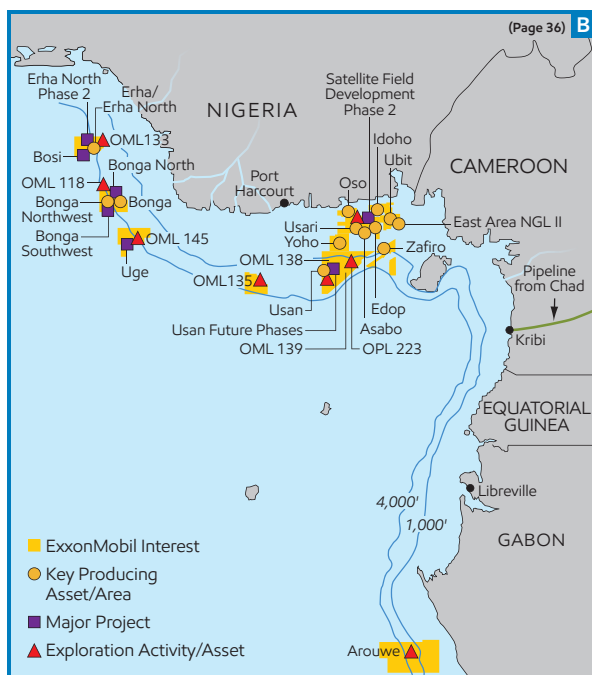 (Page 36) B
Erha North
Phase 2
Erha/
Erha North
NIGERIA
Satellite Field
Development
Phase 2
OML133
Bosi
Bonga North
Idoho
Ubit
CAMEROON
OML 118
Port
Harcourt
Oso
Bonga
Northwest
Bonga
Usari
East Area NGL II
Bonga
Southwest
OML 145
Yoho
Zafiro
Uge
OML 138
OML135
Pipeline
from Chad
Usan
Edop
Usan Future Phases
Asabo
Kribi
OML 139
OPL 223
EQUATORIAL
GUINEA
4,000'
Libreville
1,000'
GABON
ExxonMobil Interest
Key Producing
Asset/Area
Major Project
Exploration Activity/Asset
Arouwe